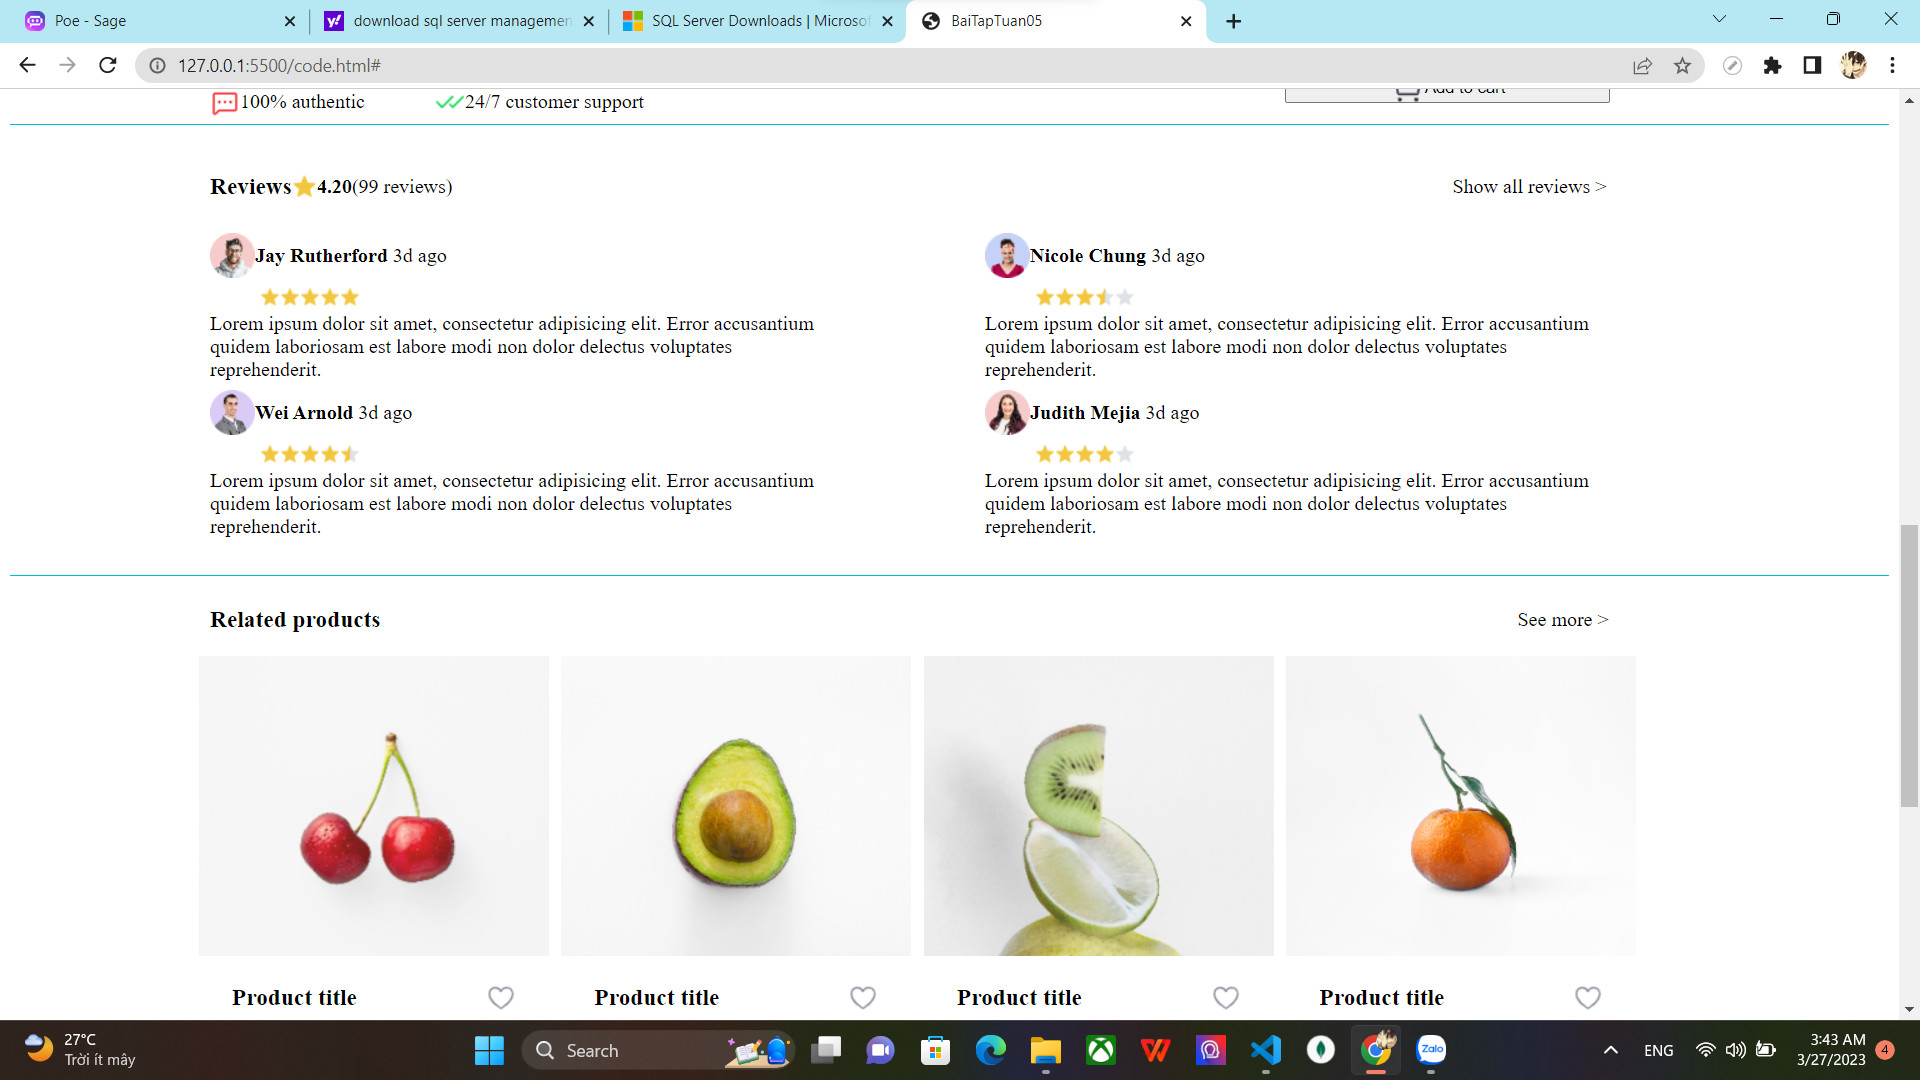 Poe - Sage
download sql server managemen
SQL Server Downloads | Microsof
BaiTapTuan05
127.0.0.1:5500/code.html#
100% authentic
24/7 customer support
Add to cart
Reviews 4.20(99 reviews)
Show all reviews >
Jay Rutherford 3d ago
Lorem ipsum dolor sit amet, consectetur adipisicing elit. Error accusantium
quidem laboriosam est labore modi non dolor delectus voluptates
reprehenderit.
Nicole Chung 3d ago
Lorem ipsum dolor sit amet, consectetur adipisicing elit. Error accusantium
quidem laboriosam est labore modi non dolor delectus voluptates
reprehenderit.
Wei Arnold 3d ago
Lorem ipsum dolor sit amet, consectetur adipisicing elit. Error accusantium
quidem laboriosam est labore modi non dolor delectus voluptates
reprehenderit.
Judith Mejia 3d ago
Lorem ipsum dolor sit amet, consectetur adipisicing elit. Error accusantium
quidem laboriosam est labore modi non dolor delectus voluptates
reprehenderit.
Related products
See more >
Product title
Product title
Product title
Product title
27°C
Trời ít mây
Search
Zalo
ENG
3:43 AM
3/27/2023
4